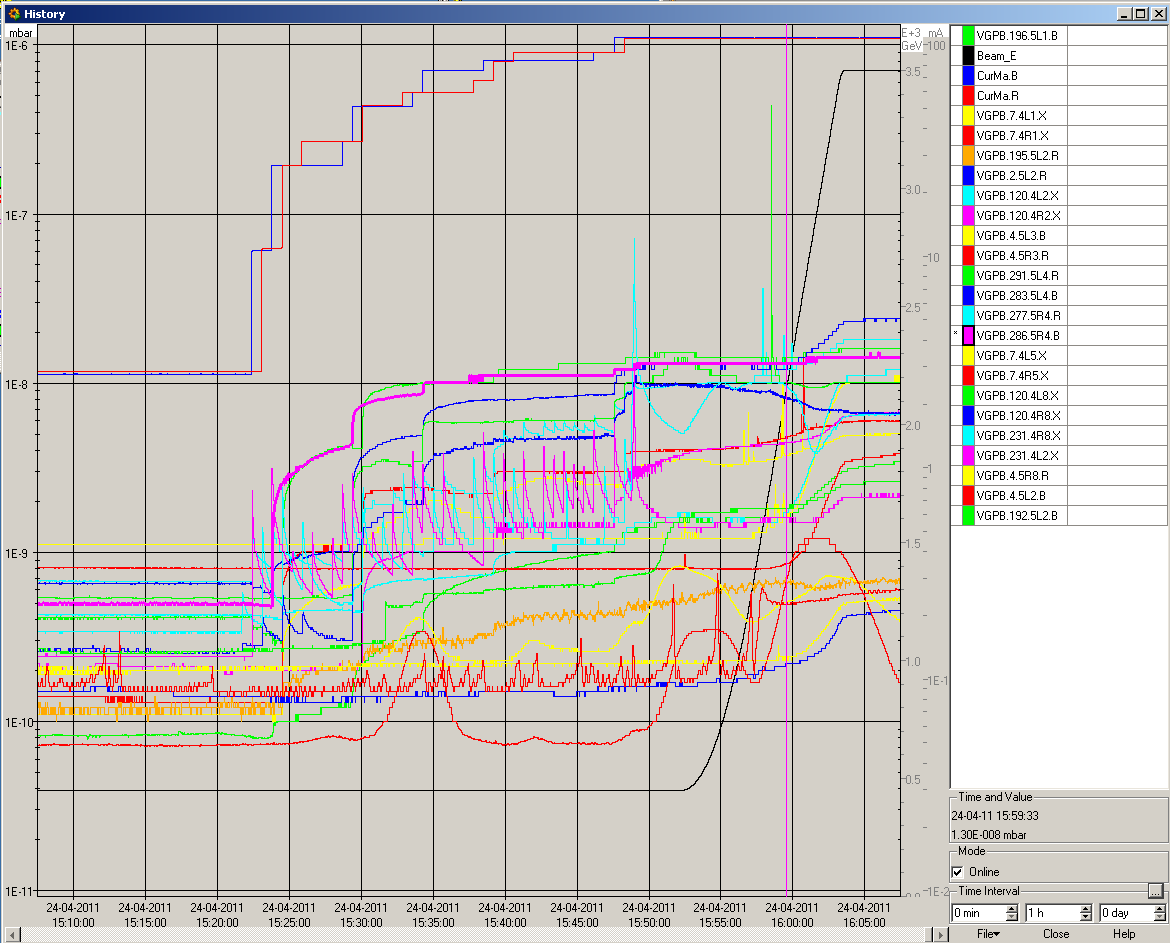 History
mbar
1E-6
1E-7
1E-8
1E-9
1E-10
1E-11
E+3 mA
GeV 100
3.5
3.0
10
2.5
2.0
1
1.5
1.0
1E-1
0.5
0.0 1E-2
24-04-2011 24-04-2011 24-04-2011 24-04-2011 24-04-2011 24-04-2011 24-04-2011 24-04-2011 24-04-2011 24-04-2011 24-04-2011 24-04-2011
15:10:00 15:15:00 15:20:00 15:25:00 15:30:00 15:35:00 15:40:00 15:45:00 15:50:00 15:55:00 16:00:00 16:05:00
VGPB.196.5L1.B
Beam_E
CurMa.B
CurMa.R
VGPB.7.4L1.X
VGPB.7.4R1.X
VGPB.195.5L2.R
VGPB.2.5L2.R
VGPB.120.4L2.X
VGPB.120.4R2.X
VGPB.4.5L3.B
VGPB.4.5R3.R
VGPB.291.5L4.R
VGPB.283.5L4.B
VGPB.277.5R4.R
* VGPB.286.5R4.B
VGPB.7.4L5.X
VGPB.7.4R5.X
VGPB.120.4L8.X
VGPB.120.4R8.X
VGPB.231.4R8.X
VGPB.231.4L2.X
VGPB.4.5R8.R
VGPB.4.5L2.B
VGPB.192.5L2.B
Time and Value
24-04-11 15:59:33
1.30E-008 mbar
Mode
Online
Time Interval
...
0 min 1 h 0 day
File Close Help